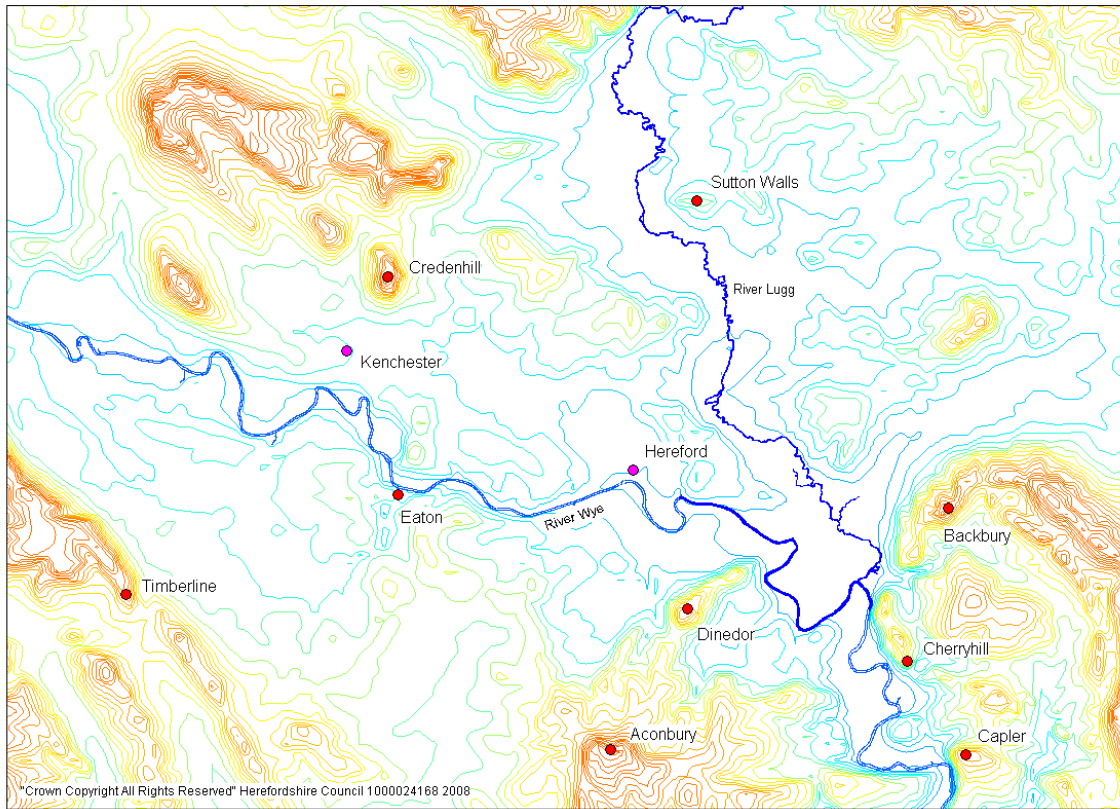 Sutton Walls
Credenhill
River Lugg
Kenchester
Hereford
Eaton
River Wye
Backbury
Timberline
Dinedor
Cherryhill
Aconbury
Capler
"Crown Copyright All Rights Reserved" Herefordshire Council 1000024168 2008